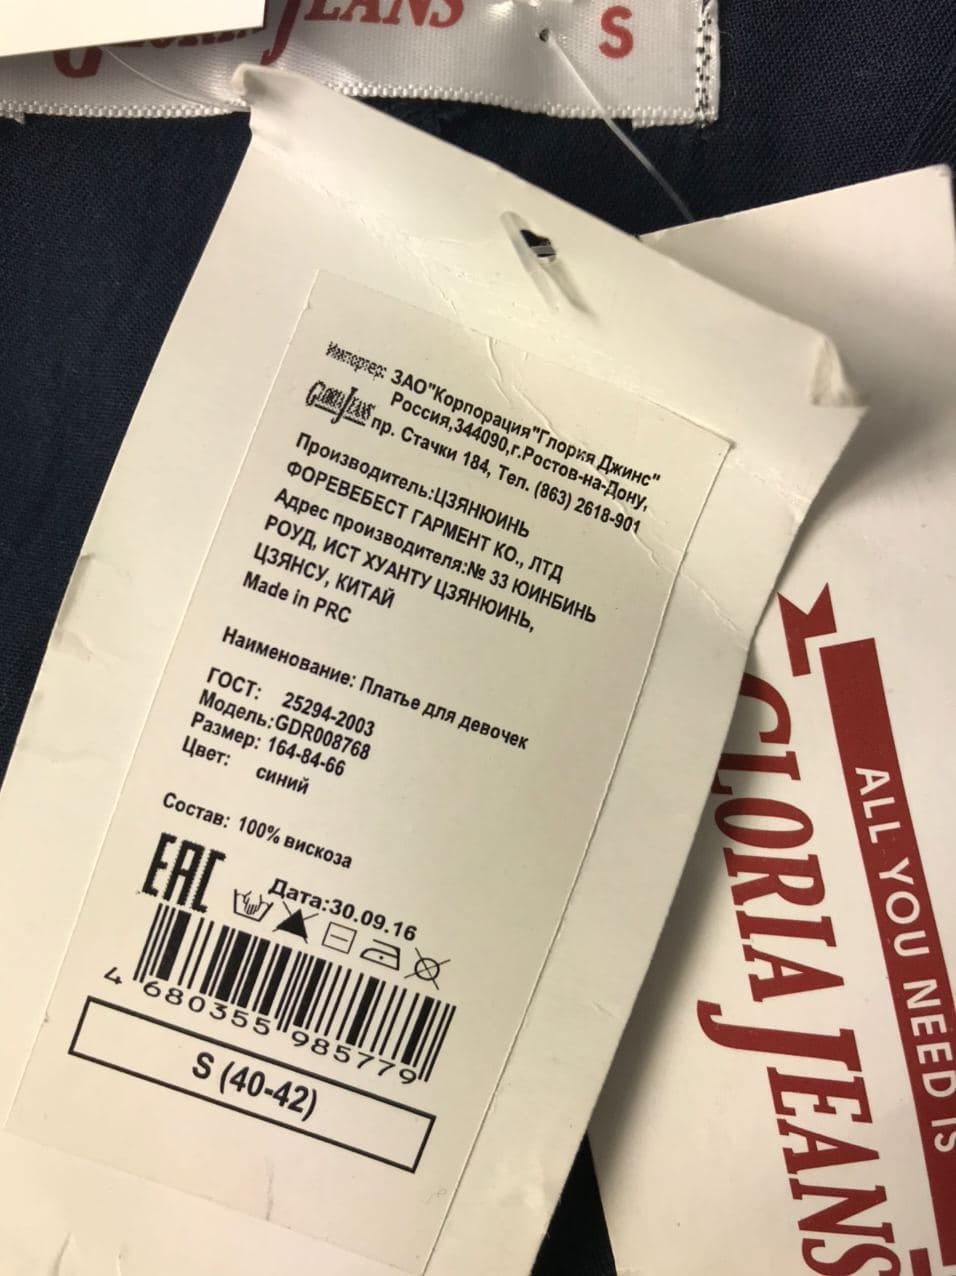 GLORIA JEANS
S
Импортер: ЗАО"Корпорация"Глория Джинс"
Россия,344090,г.Ростов-на-Дону,
GLORIA JEANS пр. Стачки 184, Тел. (863) 2618-901
Производитель:ЦЗЯНЮИНЬ
ФОРЕВЕБЕСТ ГАРМЕНТ КО., ЛТД
Адрес производителя:№ 33 ЮИНБИНЬ
РОУД, ИСТ ХУАНТУ ЦЗЯНЮИНЬ,
ЦЗЯНСУ, КИТАЙ
Made in PRC
Наименование: Платье для девочек
ГОСТ: 25294-2003
Модель:GDR008768
Размер: 164-84-66
Цвет: синий
Состав: 100% вискоза
EAC
Дата:30.09.16
4 680355 985779
S (40-42)
ALL YOU NEED IS
GLORIA JEANS